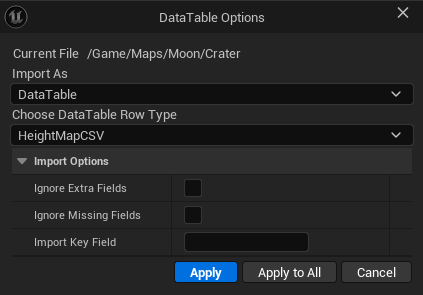 DataTable Options
Current File /Game/Maps/Moon/Crater
Import As
DataTable
Choose DataTable Row Type
HeightMapCSV
Import Options
Ignore Extra Fields
Ignore Missing Fields
Import Key Field
Apply Apply to All Cancel